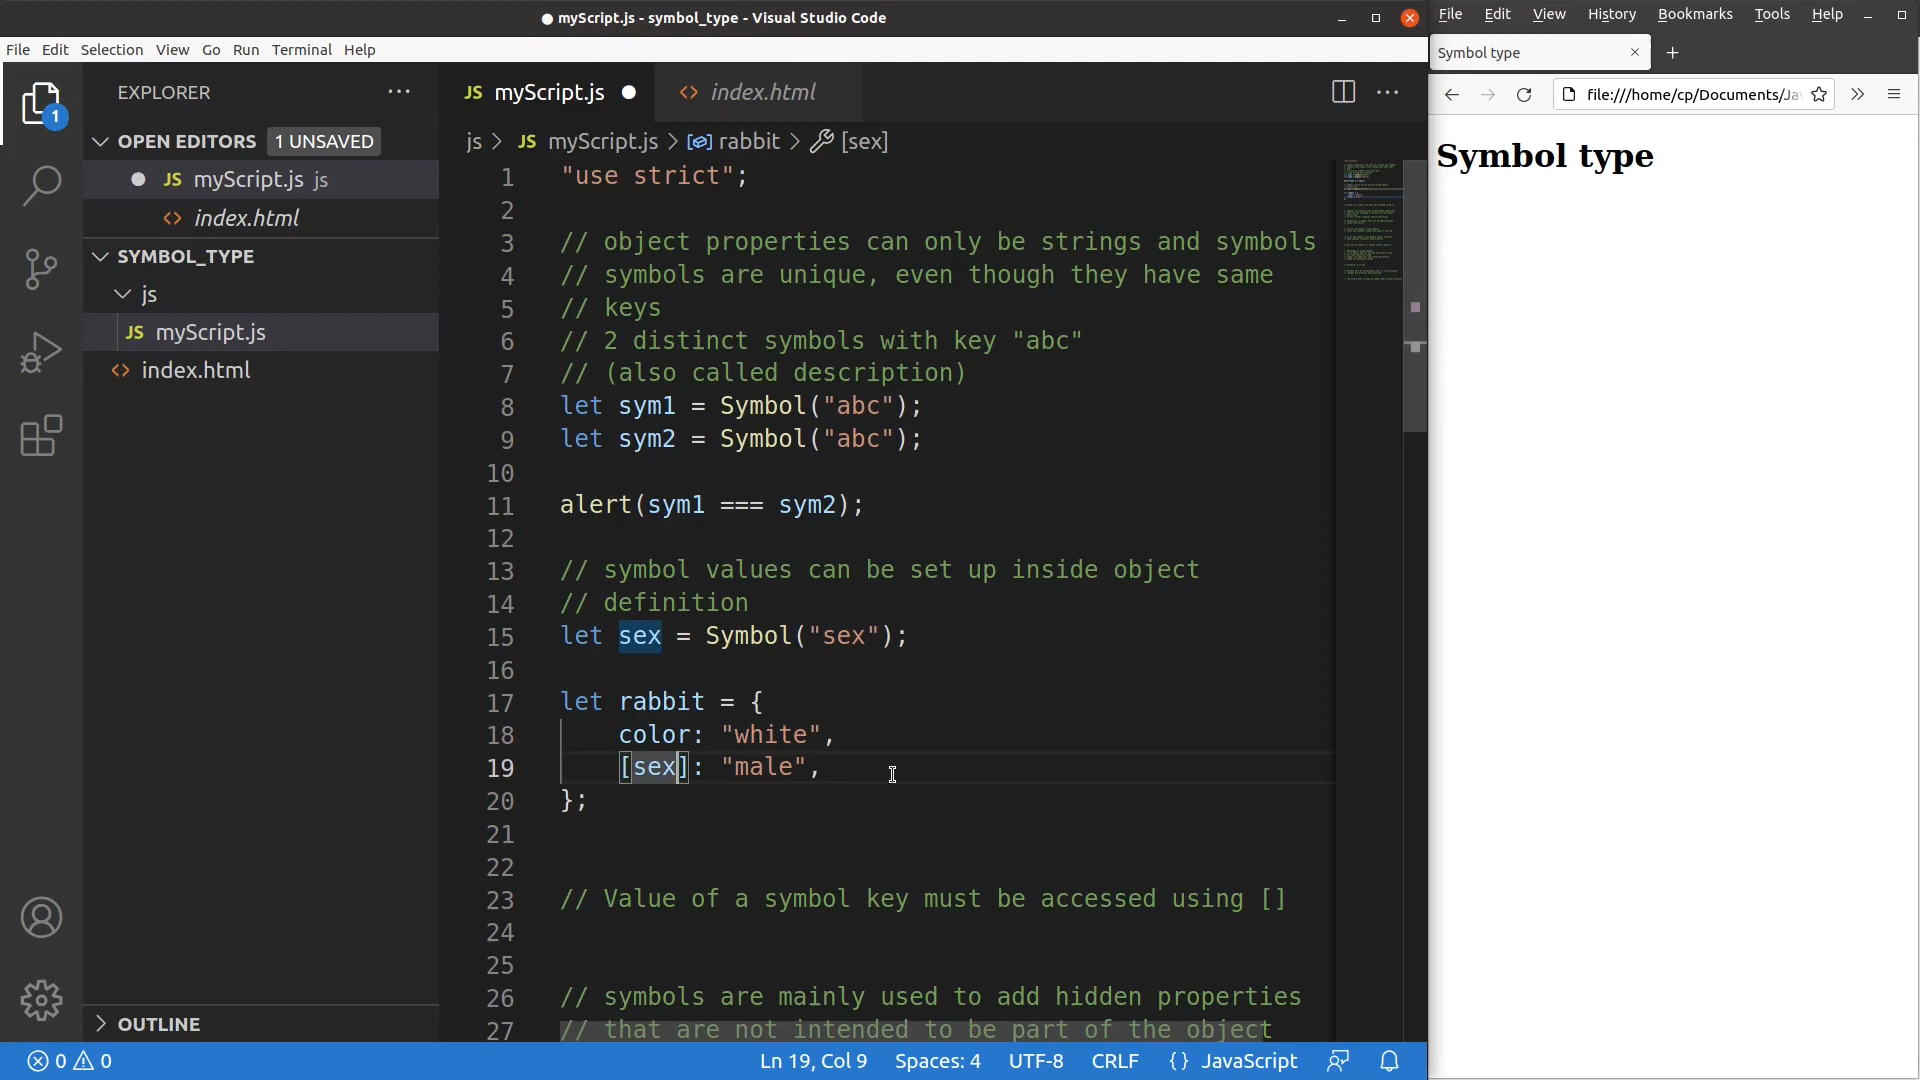 myScript.js - symbol_type - Visual Studio Code
File Edit Selection View Go Run Terminal Help
1
EXPLORER
OPEN EDITORS 1 UNSAVED
JS myScript.js js
<> index.html
SYMBOL_TYPE
js
JS myScript.js
<> index.html
OUTLINE
JS myScript.js
<> index.html
js > JS myScript.js > rabbit > [sex]
1 "use strict";
2
3 // object properties can only be strings and symbols
4 // symbols are unique, even though they have same
5 // keys
6 // 2 distinct symbols with key "abc"
7 // (also called description)
8 let sym1 = Symbol("abc");
9 let sym2 = Symbol("abc");
10
11 alert(sym1 === sym2);
12
13 // symbol values can be set up inside object
14 // definition
15 let sex = Symbol("sex");
16
17 let rabbit = {
18 color: "white",
19 [sex]: "male",
20 };
21
22
23 // Value of a symbol key must be accessed using []
24
25
26 // symbols are mainly used to add hidden properties
27 // that are not intended to be part of the object
0 0 Ln 19, Col 9 Spaces: 4 UTF-8 CRLF {} JavaScript
File Edit View History Bookmarks Tools Help
Symbol type
file:///home/cp/Documents/Ja
Symbol type